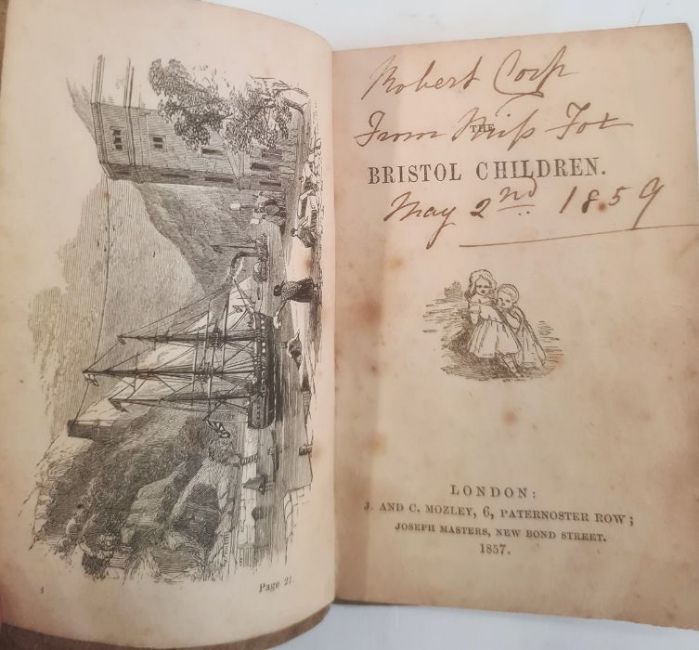 4
Page 21.
Robert Corp
From Miss Fox
THE
BRISTOL CHILDREN.
May 2nd 1859
LONDON:
J. AND C. MOZLEY, 6, PATERNOSTER ROW;
JOSEPH MASTERS, NEW BOND STREET.
1857.